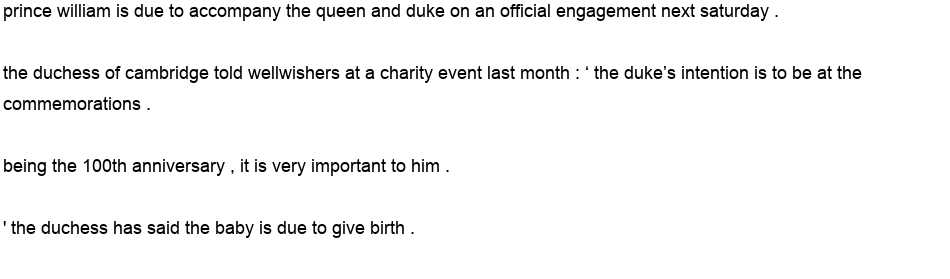 prince william is due to accompany the queen and duke on an official engagement next saturday .
the duchess of cambridge told wellwishers at a charity event last month : ‘ the duke’s intention is to be at the
commemorations .
being the 100th anniversary , it is very important to him .
' the duchess has said the baby is due to give birth .